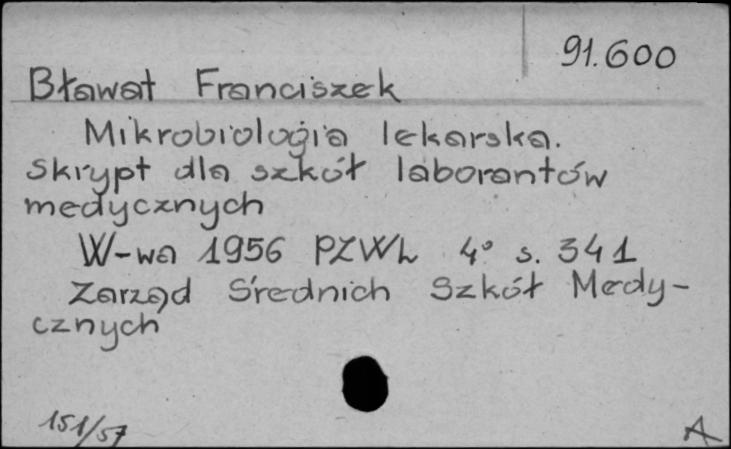 91.600
Bławat Franciszek
Mikrobiologia lekarska.
Skrypt dla szkół laborantów
medycznych
W-wa 1956 PZWL 4° s. 341
Zarząd Średnich Szkół Medy-
cznych
151/57
A